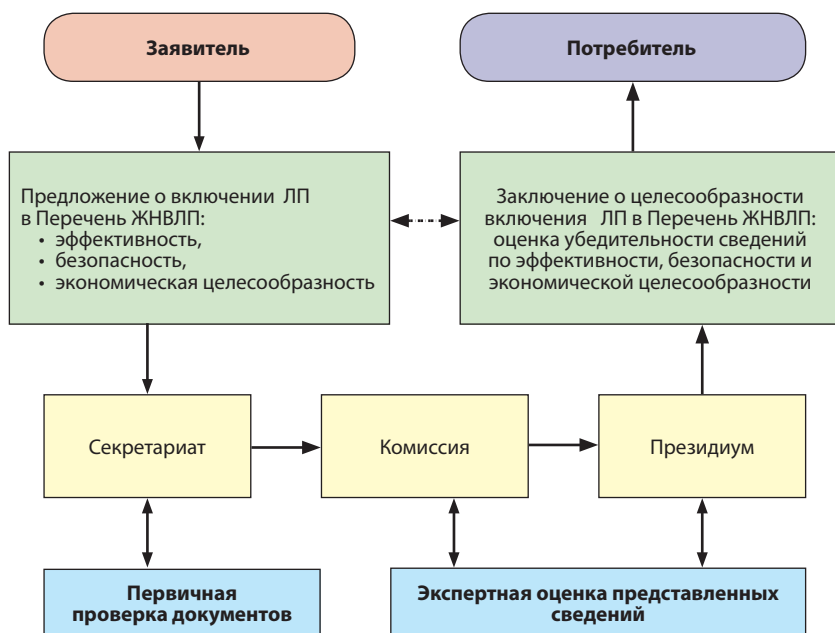 Заявитель
Потребитель
Предложение о включении ЛП
в Перечень ЖНВЛП:
• эффективность,
• безопасность,
• экономическая целесообразность
Заключение о целесообразности
включения ЛП в Перечень ЖНВЛП:
оценка убедительности сведений
по эффективности, безопасности и
экономической целесообразности
Секретариат
Комиссия
Президиум
Первичная
проверка документов
Экспертная оценка представленных
сведений